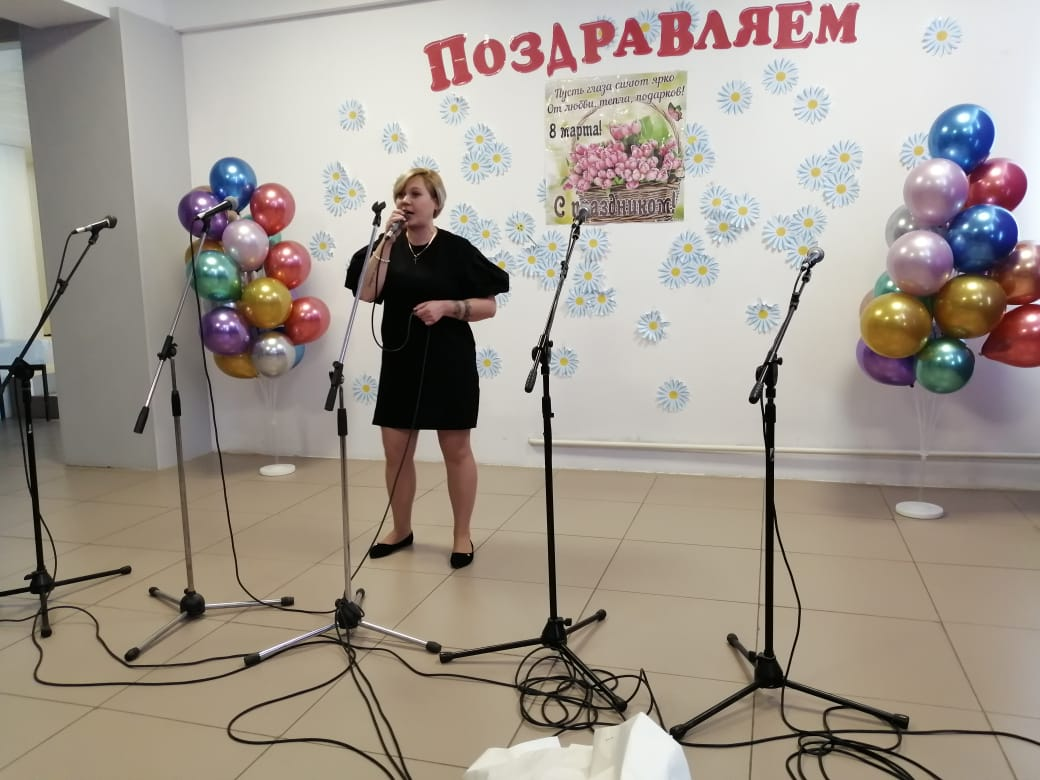 ПОЗДРАВЛЯЕМ
Пусть глаза сияют ярко
От любви, тепла, подарков!
8 марта!
С праздником!